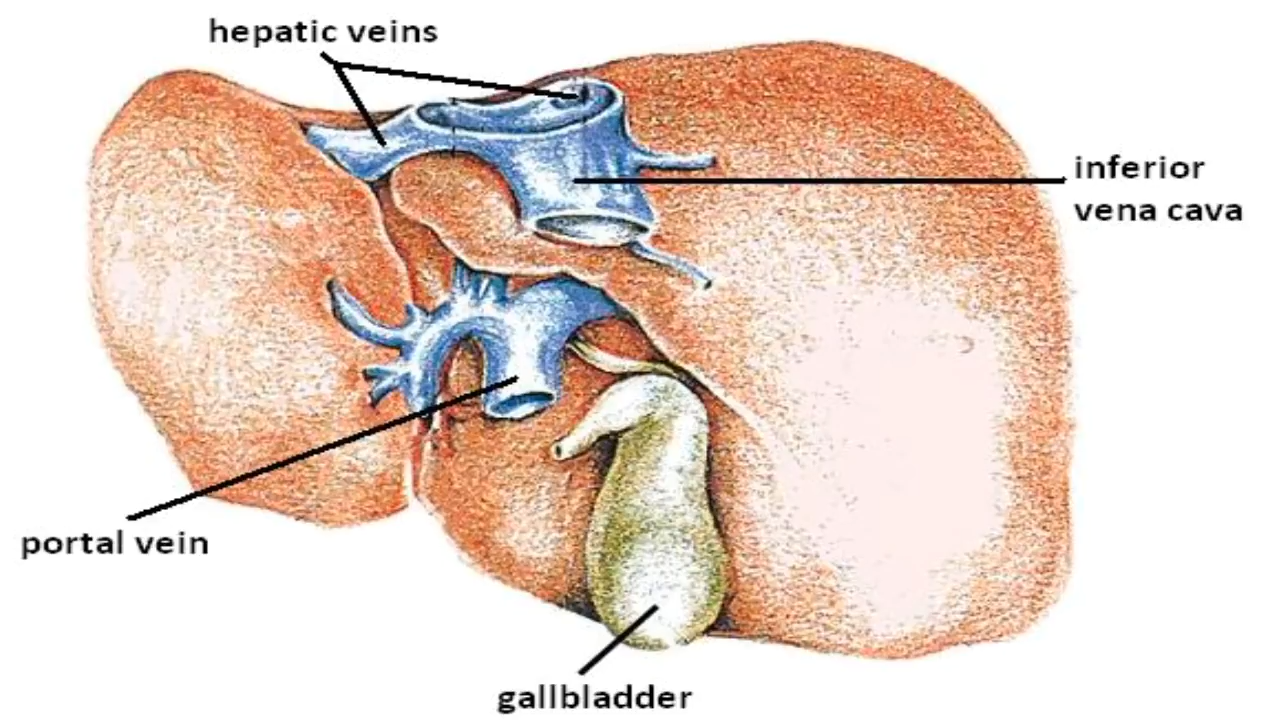 hepatic veins
inferior
vena cava
portal vein
gallbladder